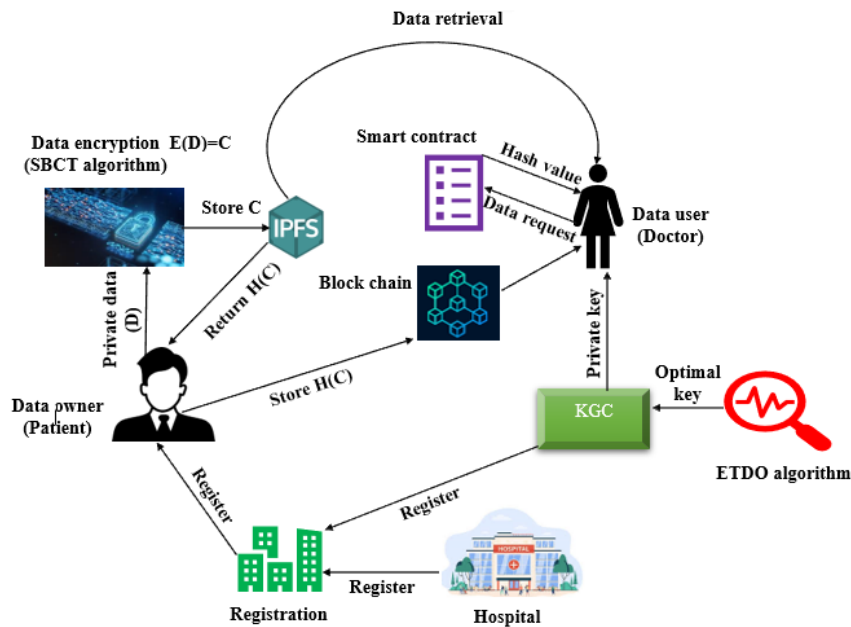 Data retrieval
Data encryption E(D)=C
(SBCT algorithm)
Smart contract
Hash value
Store C
IPFS
Data request
Data user
(Doctor)
Private data
(D)
Return H(C)
Block chain
Private key
Store H(C)
Optimal
key
Data owner
(Patient)
KGC
ETDO algorithm
Register
Register
HOSPITAL
Register
Registration
Hospital